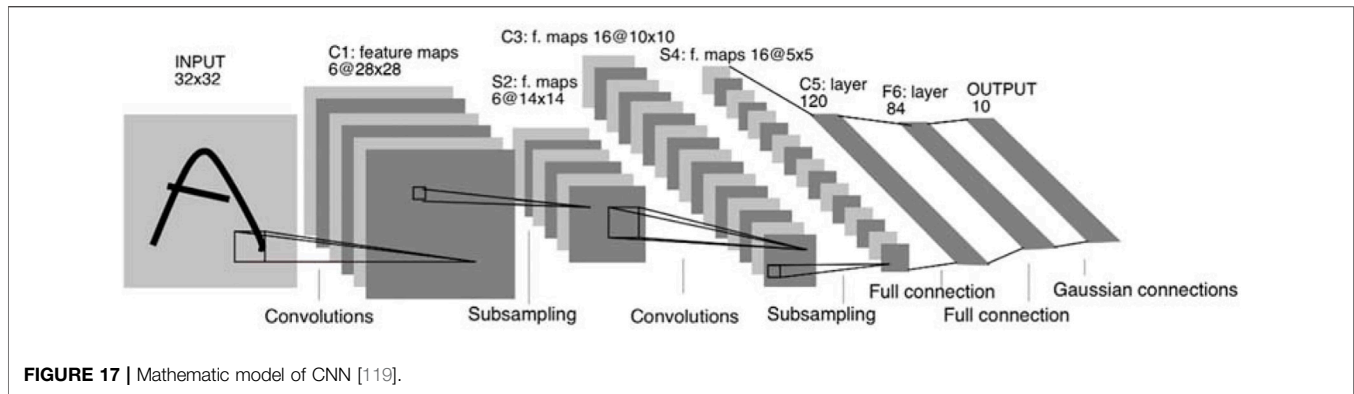 INPUT
32x32
C1: feature maps
6@28x28
S2: f. maps
6@14x14
C3: f. maps 16@10x10
S4: f. maps 16@5x5
C5: layer
120
F6: layer
84
OUTPUT
10
Convolutions
Subsampling
Convolutions
Subsampling
Full connection
Full connection
Gaussian connections
FIGURE 17 | Mathematic model of CNN [119].